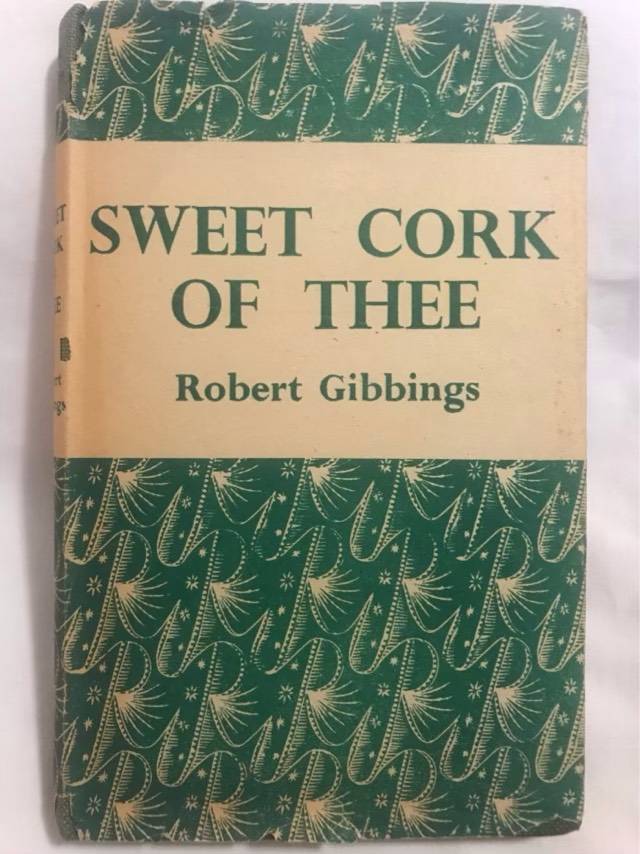 SWEET CORK
OF THEE
Robert Gibbings